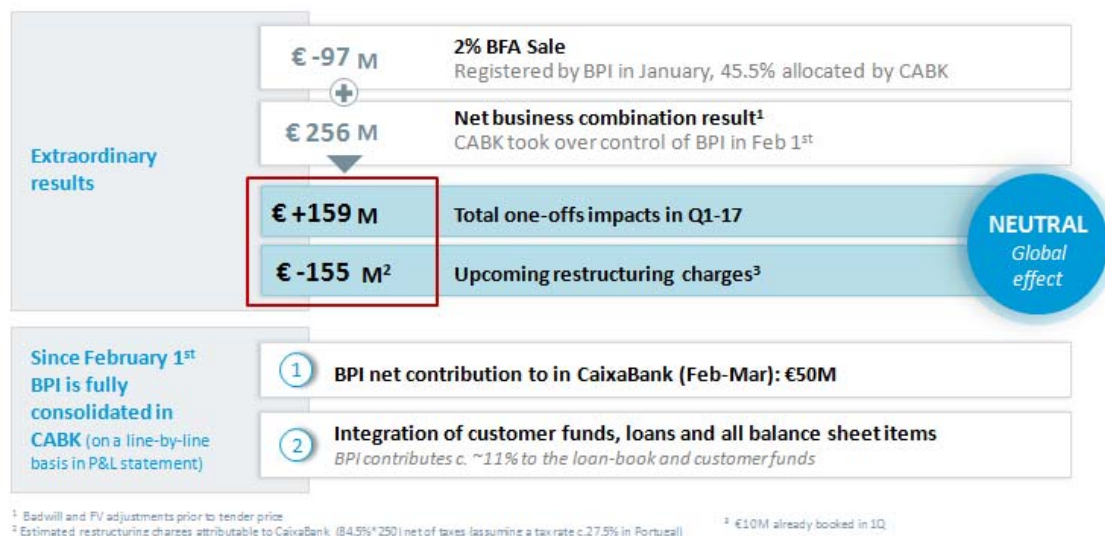 € -97 M
2% BFA Sale
Registered by BPI in January, 45.5% allocated by CABK
+
€ 256 M
Net business combination result¹
CABK took over control of BPI in Feb 1ˢᵗ
Extraordinary
results
€ +159 M
Total one-offs impacts in Q1-17
€ -155 M²
Upcoming restructuring charges³
NEUTRAL
Global
effect
Since February 1ˢᵗ
BPI is fully
consolidated in
CABK (on a line-by-line
basis in P&L statement)
1
BPI net contribution to in CaixaBank (Feb-Mar): €50M
2
Integration of customer funds, loans and all balance sheet items
BPI contributes c. ~11% to the loan-book and customer funds
¹ Badwill and FV adjustments prior to tender price
² Estimated restructuring charges attributable to CaixaBank (84.5%*250) net of taxes (assuming a tax rate c.27.5% in Portugal)
³ €10M already booked in 1Q